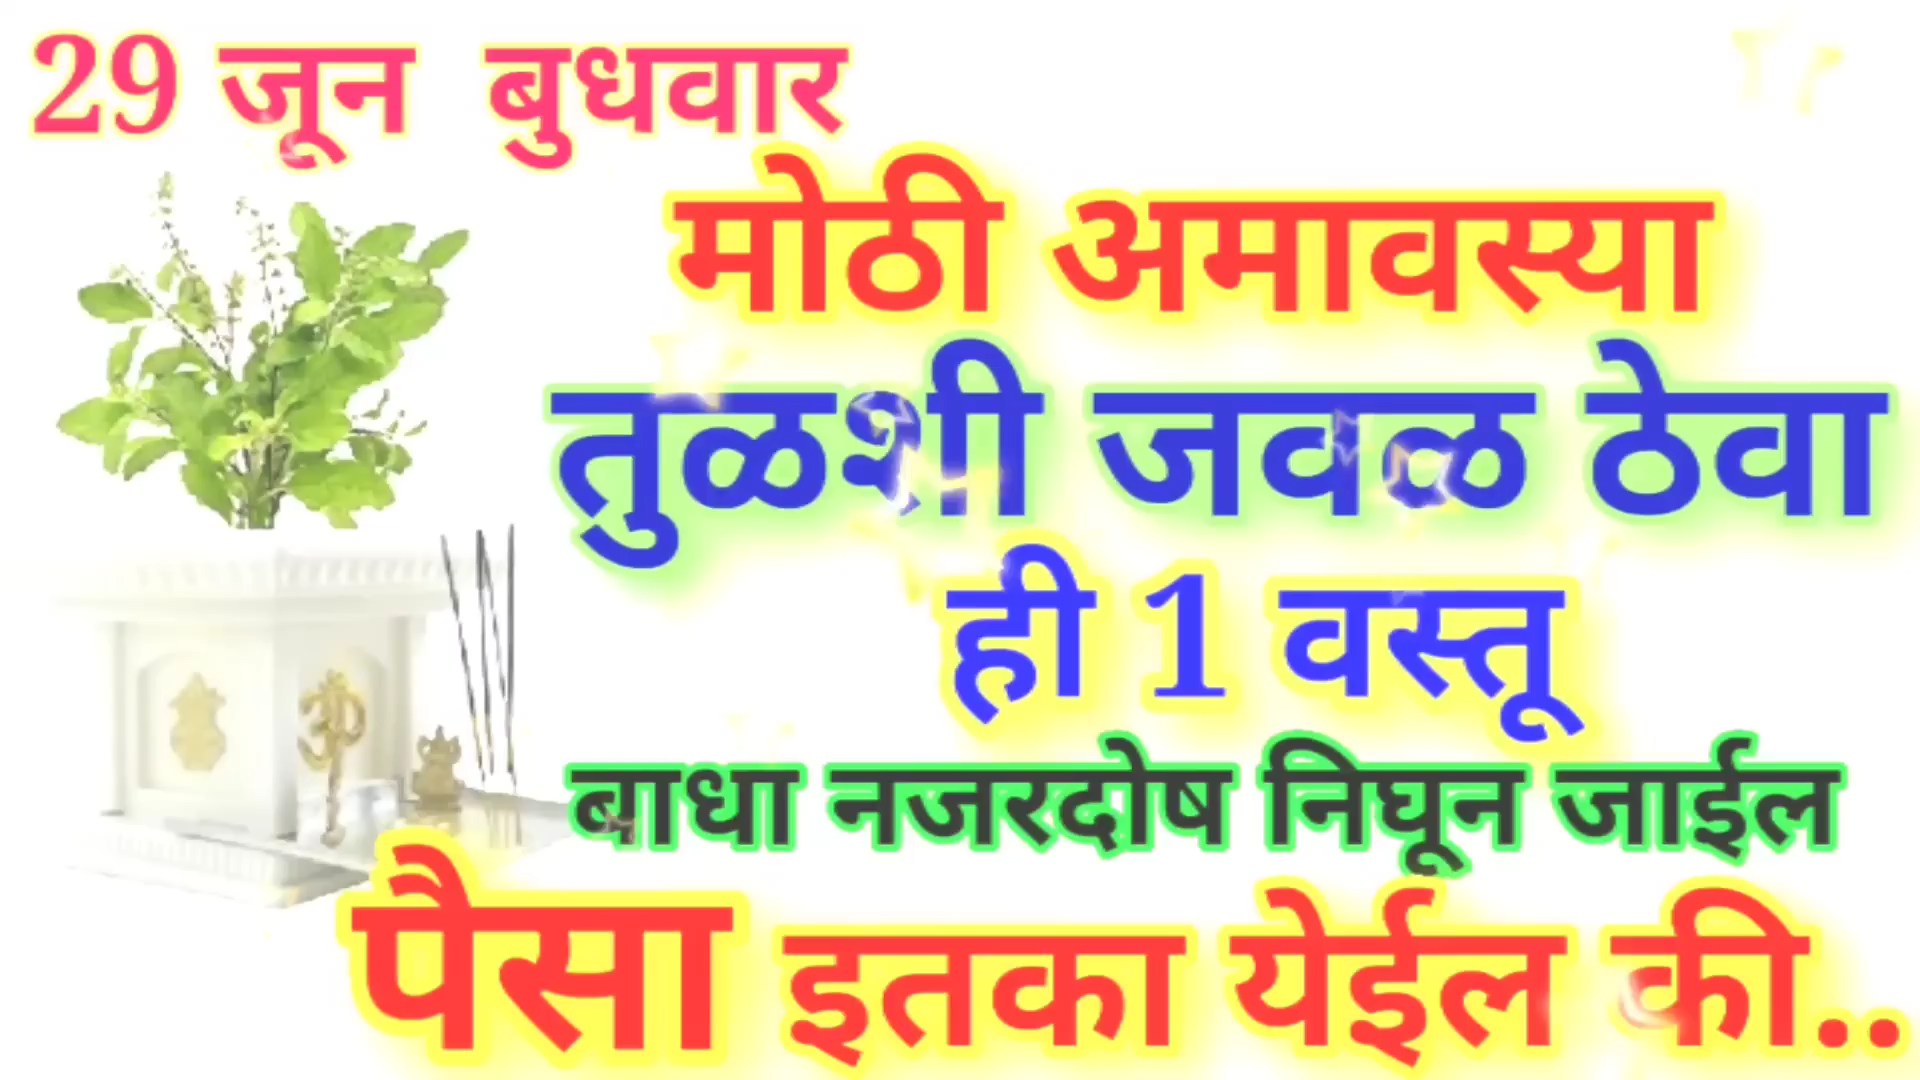 29 जून बुधवार
मोठी अमावस्या
तुळशी जवळ ठेवा
ही 1 वस्तू
बाधा नजरदोष निघून जाईल
पैसा इतका येईल की..